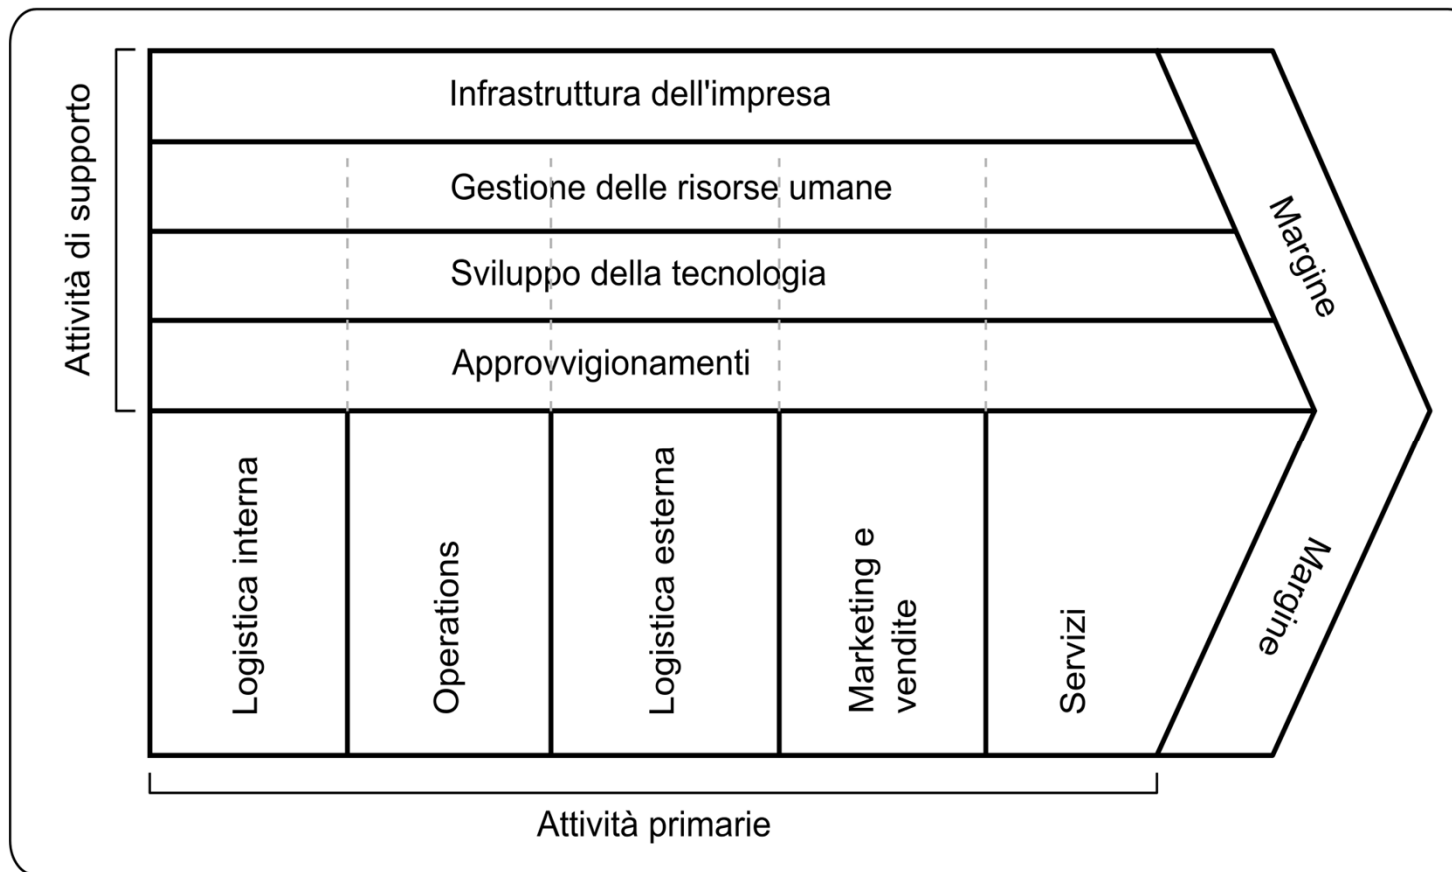 Attività di supporto
Infrastruttura dell'impresa
Gestione delle risorse umane
Sviluppo della tecnologia
Approvvigionamenti
Margine
Logistica interna
Operations
Logistica esterna
Marketing e
vendite
Servizi
Margine
Attività primarie